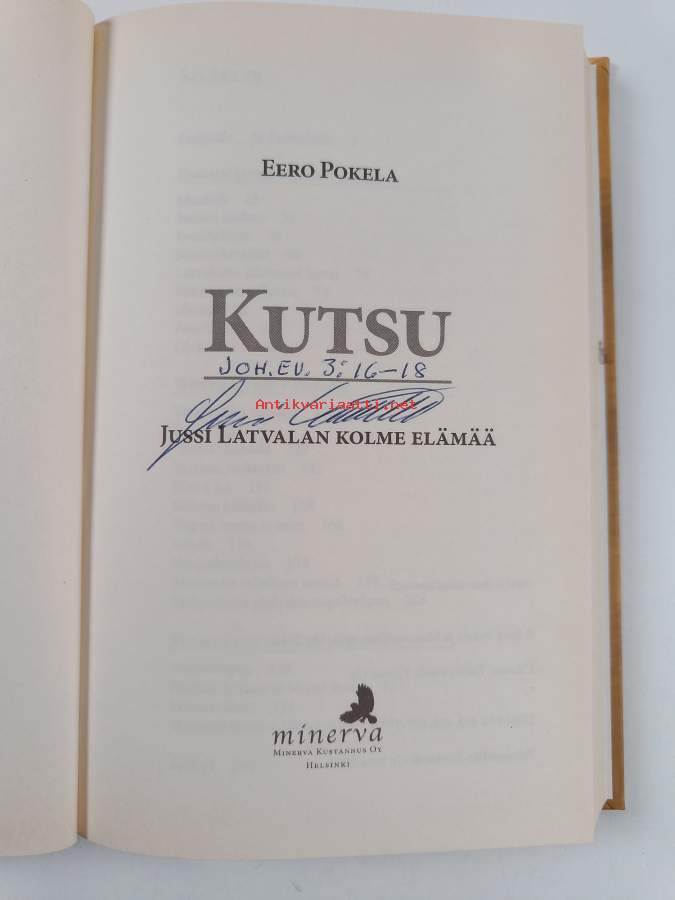 EERO POKELA
KUTSU
JOH.EV. 3:16-18
Antikvariaatti.net
JUSSI LATVALAN KOLME ELÄMÄÄ
minerva
MINERVA KUSTANNUS OY
HELSINKI